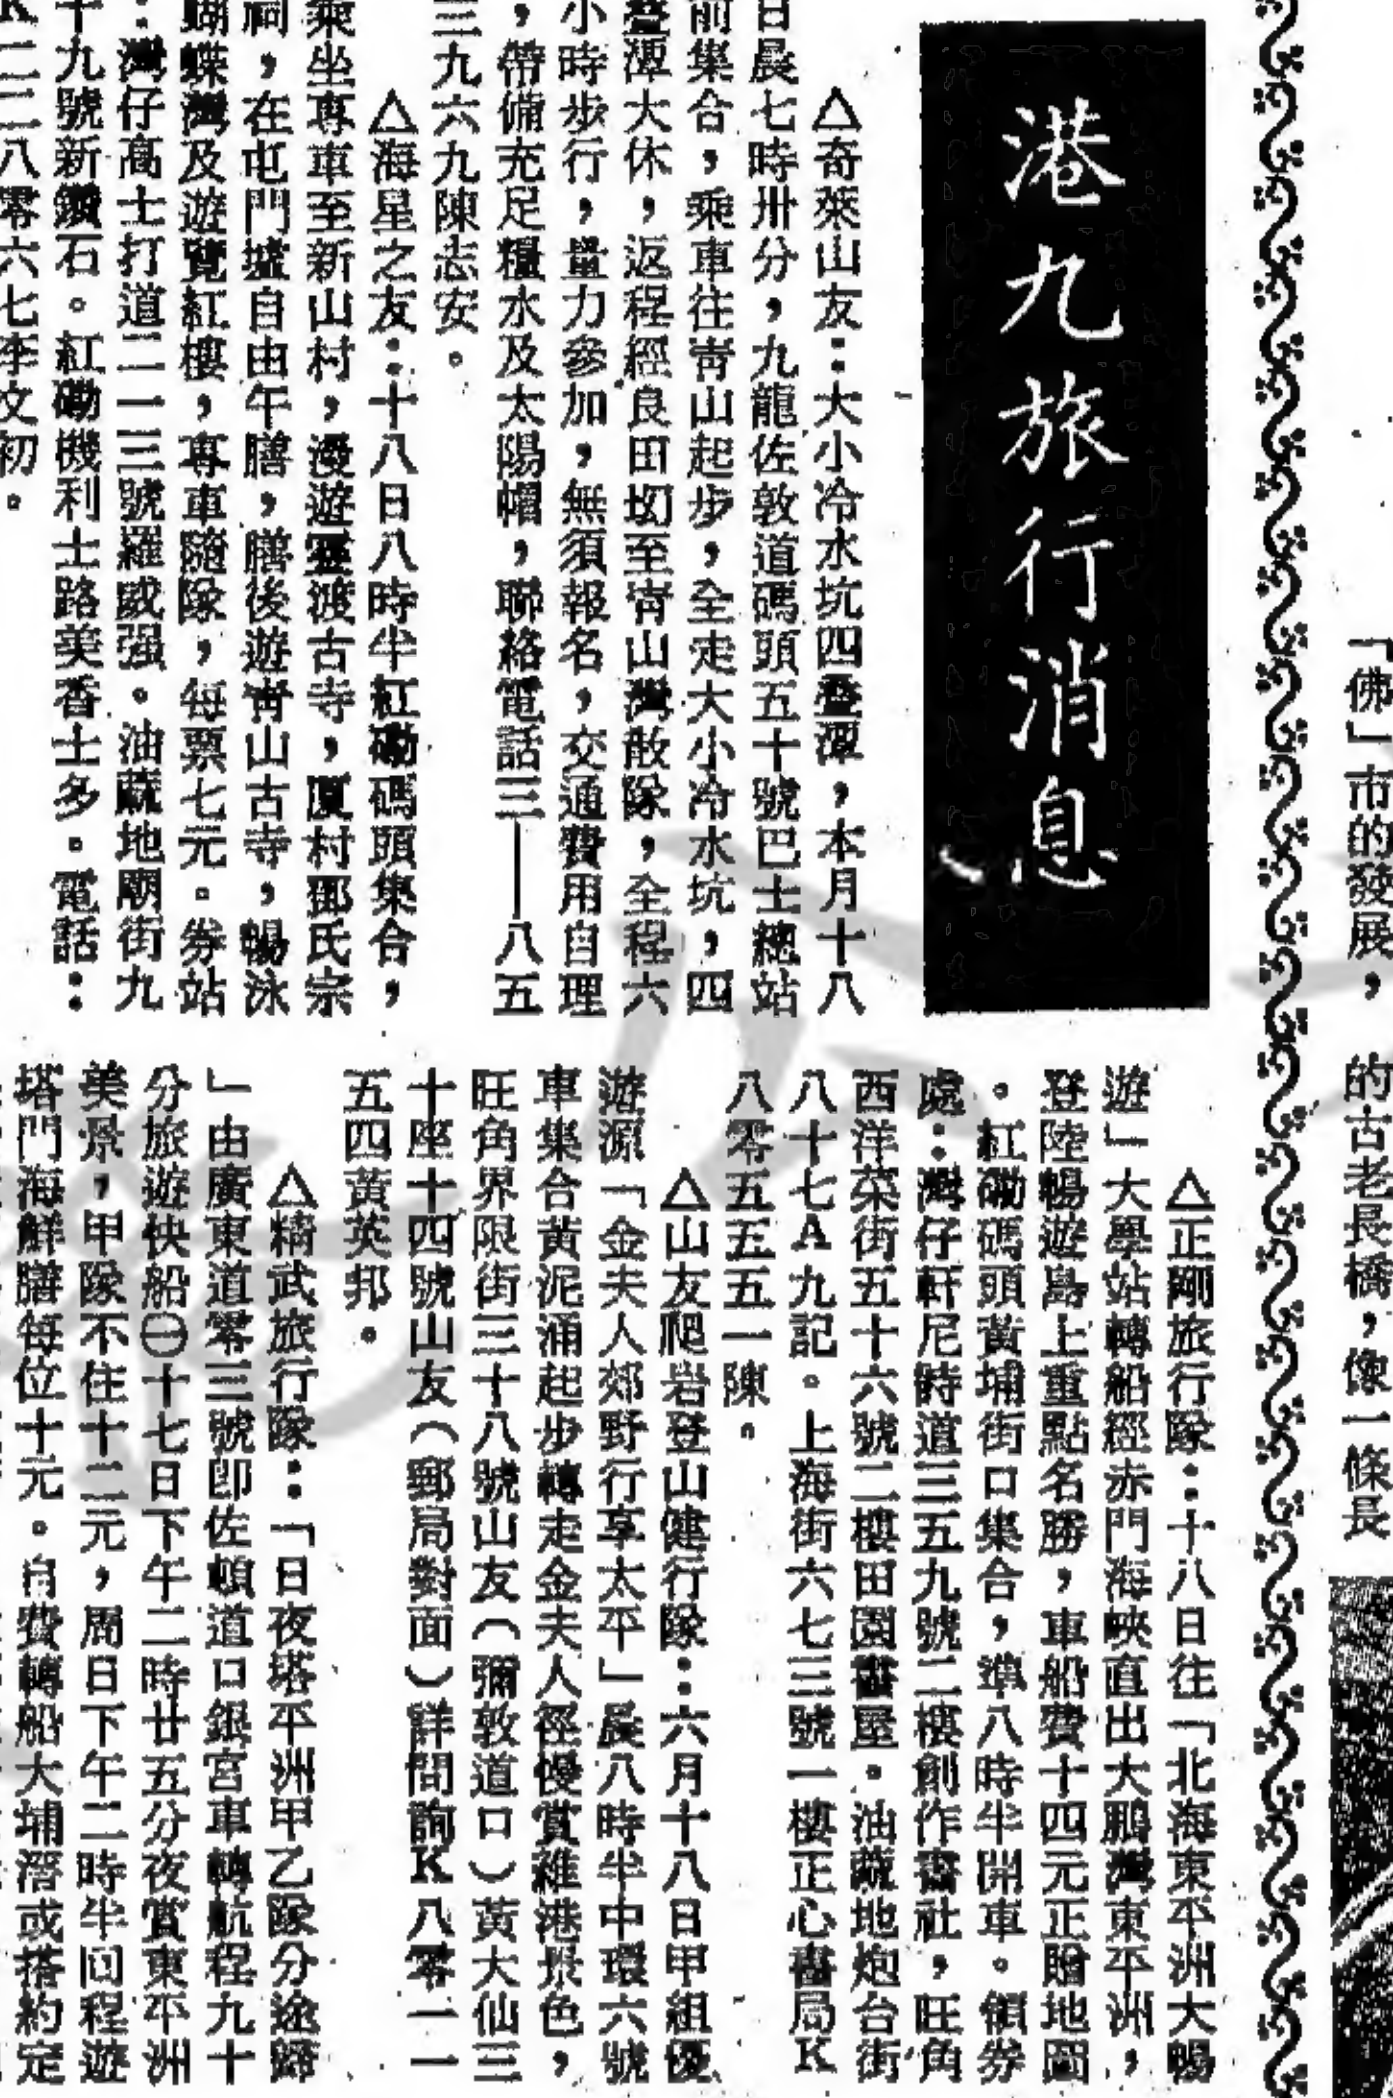 港九旅行消息
△奇萊山友：大小冷水坑四疊潭，本月十八
日晨七時卅分，九龍佐敦道碼頭五十號巴士總站
前集合，乘車往青山起步，全走大小冷水坑，四
疊潭大休，返程經良田㘭至青山灣散隊，全程六
小時步行，量力參加，無須報名，交通費用自理
，帶備充足糧水及太陽帽，聯絡電話三——八五
三九六九陳志安。
△海星之友：十八日八時半紅磡碼頭集合，
乘坐專車至新山村，漫遊靈渡古寺，厦村鄧氏宗
祠，在屯門墟自由午膳，膳後遊青山古寺，暢泳
蝴蝶灣及遊覽紅樓，專車隨隊，每票七元。券站
：灣仔高士打道二一三號羅威强。油蔴地廟街九
十九號新鑽石。紅磡機利士路美香士多。電話：
K二二八零六七李文初。
△正剛旅行隊：十八日往「北海東平洲大暢
遊」大學站轉船經赤門海峽直出大鵬灣東平洲，
登陸暢遊島上重點名勝，車船費十四元正贈地圖
。紅磡碼頭黃埔街口集合，準八時半開車。領券
處：灣仔軒尼詩道三五九號二樓創作書社，旺角
西洋菜街五十六號二樓田園書屋。油蔴地炮台街
八十七A九記。上海街六七三號一樓正心書局K
八零五五五一陳。
△山友爬岩登山健行隊：六月十八日甲組優
游源「金夫人郊野行享太平」晨八時半中環六號
車集合黃泥涌起步轉走金夫人徑慢賞維港景色，
旺角界限街三十八號山友（彌敦道口）黃大仙三
十座十四號山友（郵局對面）詳問詢K八零一一
五四黃英邦。
△精武旅行隊：「日夜塔平洲甲乙隊分途歸
」由廣東道零三號即佐頓道口銀宮車轉航程九十
分旅遊快船㊀十七日下午二時廿五分夜賞東平洲
美景，甲隊不住十二元，周日下午二時半回程遊
塔門海鮮膳每位十元。自費轉船大埔滘或搭約定
「佛」市的發展，
的古老長橋，像一條長